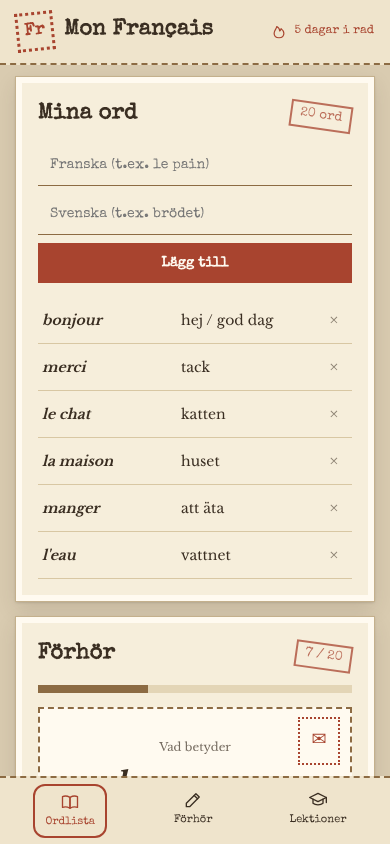 Fr Mon Français 5 dagar i rad
Mina ord 20 ord
Franska (t.ex. le pain)
Svenska (t.ex. brödet)
Lägg till
bonjour hej / god dag ×
merci tack ×
le chat katten ×
la maison huset ×
manger att äta ×
l'eau vattnet ×
Förhör 7 / 20
Vad betyder
Ordlista Förhör Lektioner